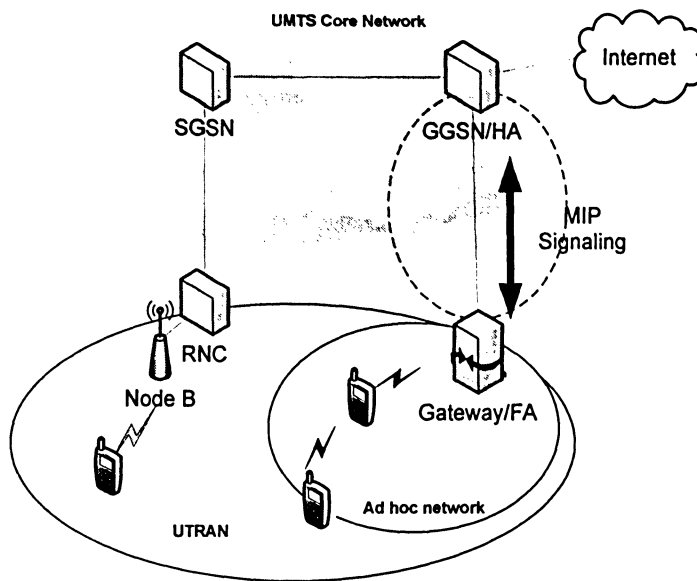 UMTS Core Network
Internet
SGSN
GGSN/HA
MIP
Signaling
RNC
Node B
Gateway/FA
Ad hoc network
UTRAN